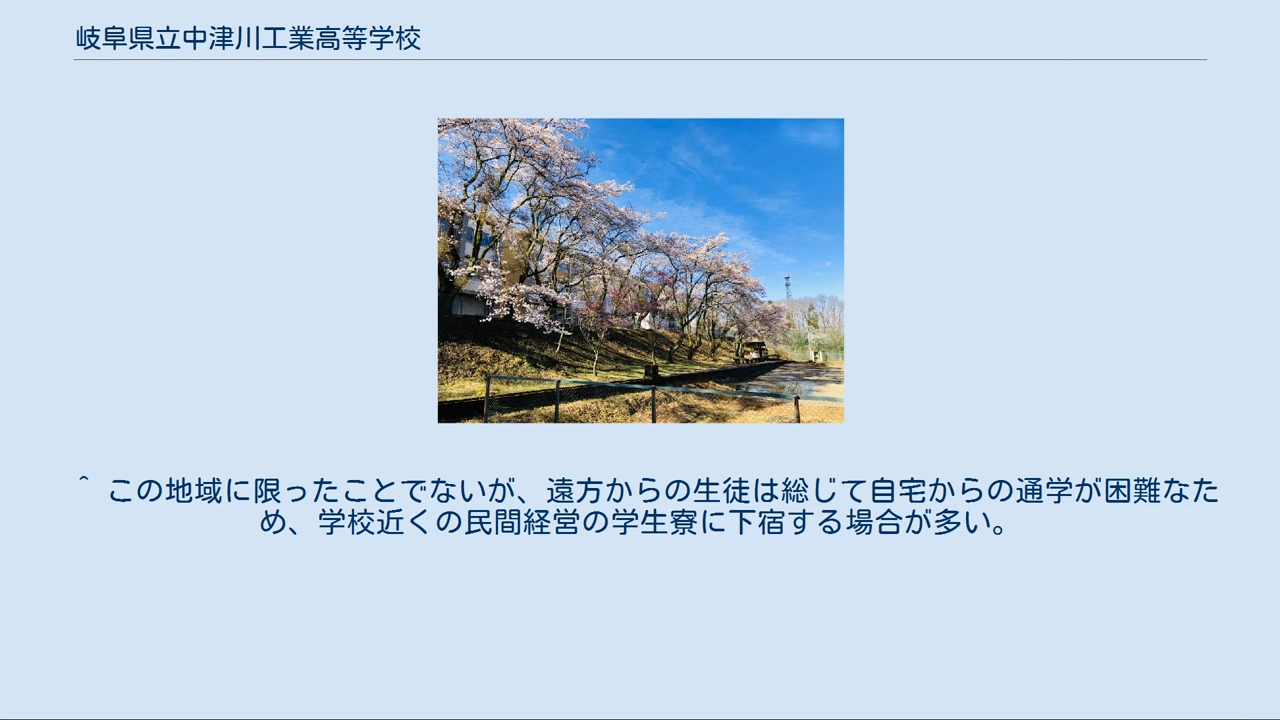 岐阜県立中津川工業高等学校
^ この地域に限ったことでないが、遠方からの生徒は総じて自宅からの通学が困難なた
め、学校近くの民間経営の学生寮に下宿する場合が多い。